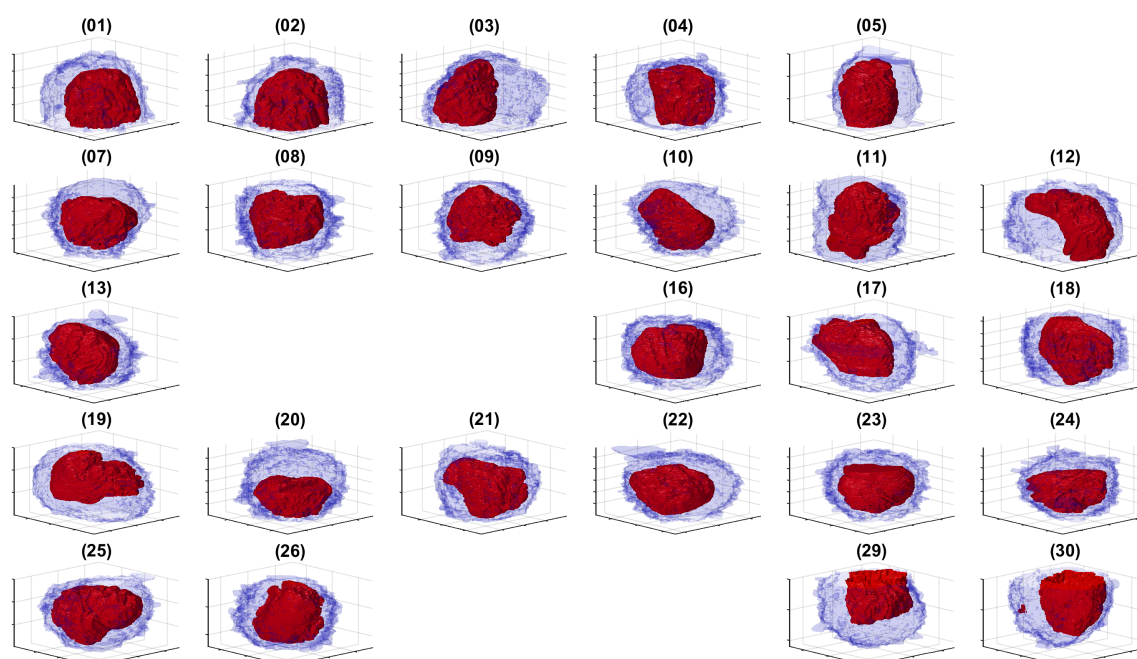 (01) (02) (03) (04) (05)
(07) (08) (09) (10) (11) (12)
(13) (16) (17) (18)
(19) (20) (21) (22) (23) (24)
(25) (26) (29) (30)